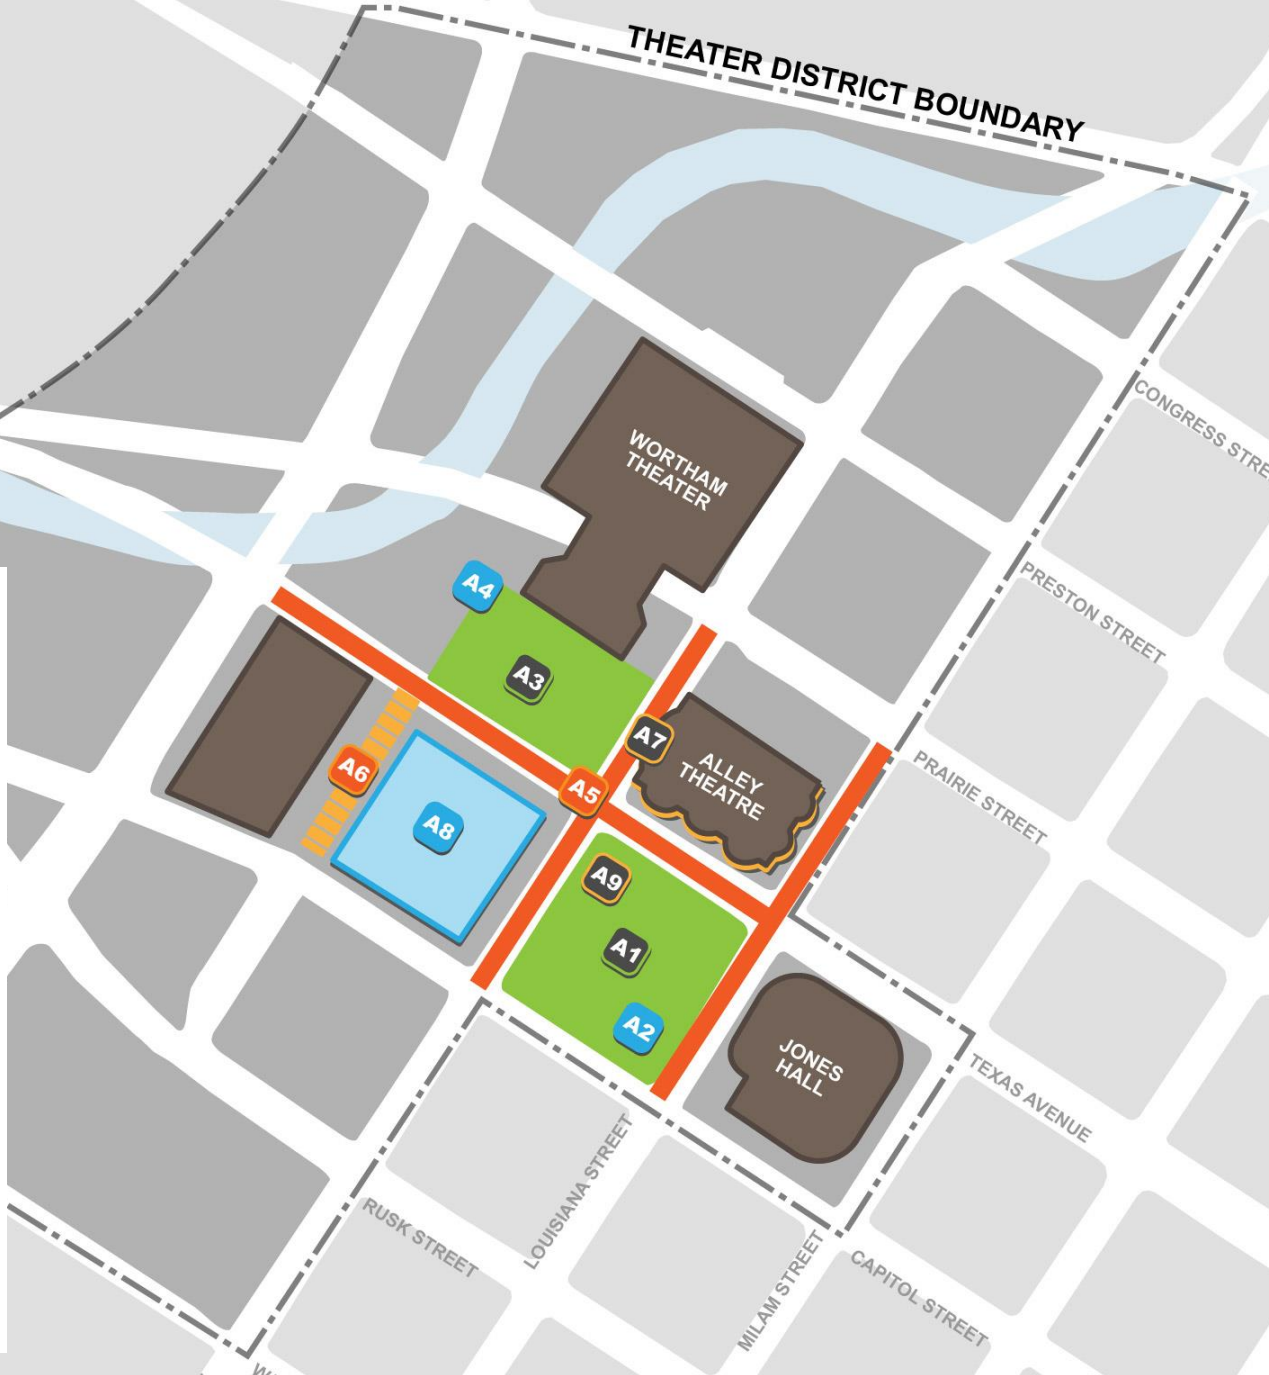 THEATER DISTRICT BOUNDARY
CONGRESS STRE
WORTHAM
THEATER
A4
PRESTON STREET
A3
A7
ALLEY
THEATRE
A6
A5
PRAIRIE STREET
A8
A9
A1
A2
JONES
HALL
TEXAS AVENUE
LOUISIANA STREET
RUSK STREET
MILAM STREET
CAPITOL STREET